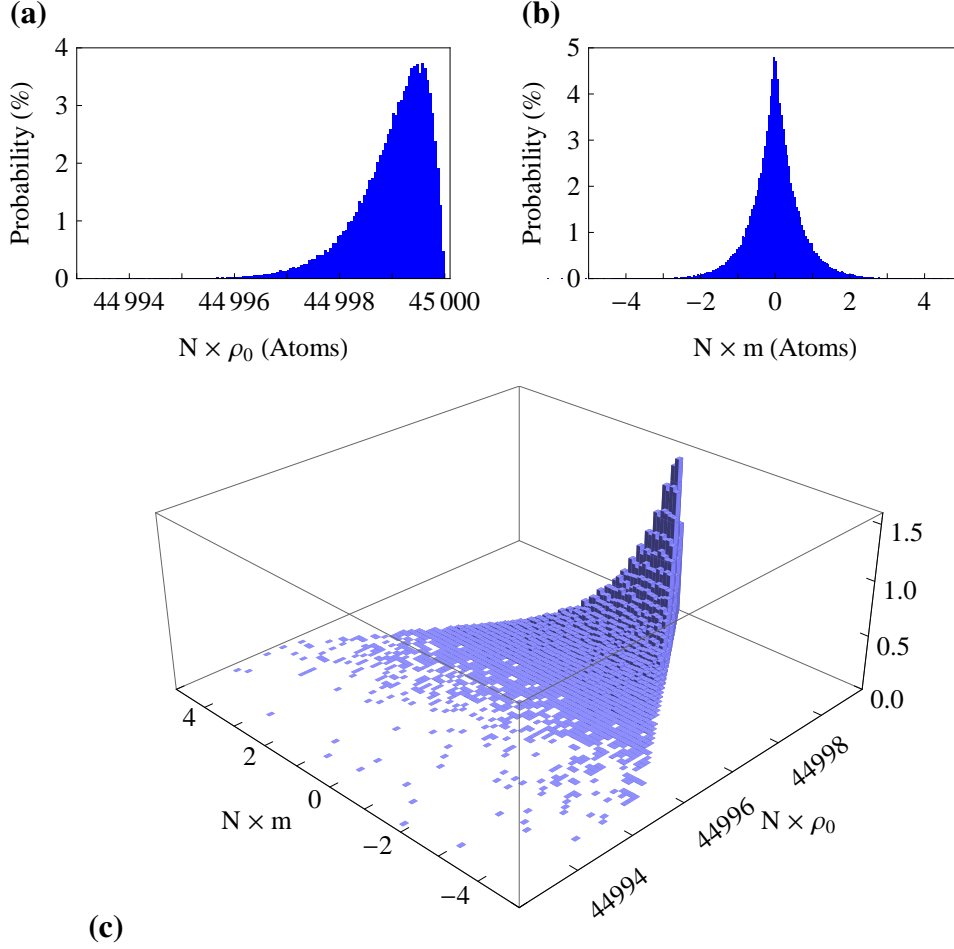 (a)
Probability (%)
4
3
2
1
0
44 994 44 996 44 998 45 000
N × ρ0 (Atoms)
(b)
Probability (%)
5
4
3
2
1
0
−4 −2 0 2 4
N × m (Atoms)
1.5
1.0
0.5
0.0
4
2
0
−2
−4
N × m
44994
44996
44998
N × ρ0
(c)